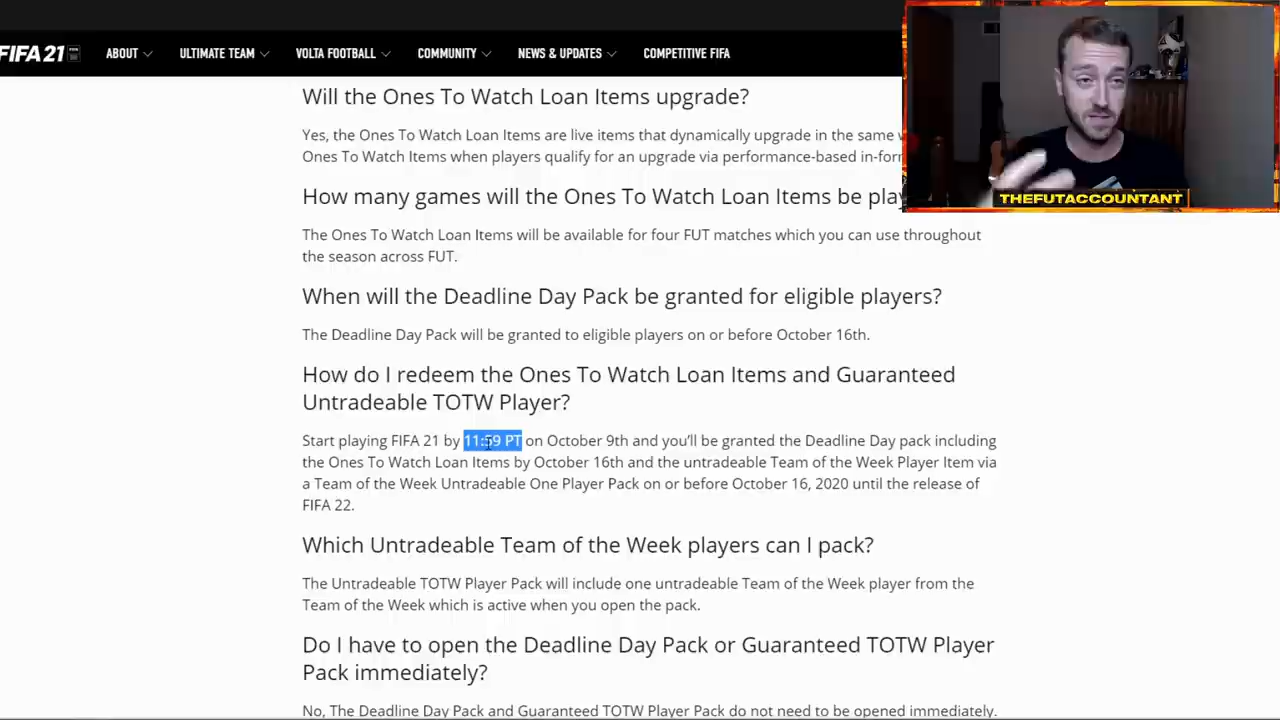 FIFA 21
ABOUT
ULTIMATE TEAM
VOLTA FOOTBALL
COMMUNITY
NEWS & UPDATES
COMPETITIVE FIFA
THEFUTACCOUNTANT
Will the Ones To Watch Loan Items upgrade?
Yes, the Ones To Watch Loan Items are live items that dynamically upgrade in the same
Ones To Watch Items when players qualify for an upgrade via performance-based in-for
How many games will the Ones To Watch Loan Items be play
The Ones To Watch Loan Items will be available for four FUT matches which you can use throughout
the season across FUT.
When will the Deadline Day Pack be granted for eligible players?
The Deadline Day Pack will be granted to eligible players on or before October 16th.
How do I redeem the Ones To Watch Loan Items and Guaranteed
Untradeable TOTW Player?
Start playing FIFA 21 by 11:59 PT on October 9th and you'll be granted the Deadline Day pack including
the Ones To Watch Loan Items by October 16th and the untradeable Team of the Week Player Item via
a Team of the Week Untradeable One Player Pack on or before October 16, 2020 until the release of
FIFA 22.
Which Untradeable Team of the Week players can I pack?
The Untradeable TOTW Player Pack will include one untradeable Team of the Week player from the
Team of the Week which is active when you open the pack.
Do I have to open the Deadline Day Pack or Guaranteed TOTW Player
Pack immediately?
No, The Deadline Day Pack and Guaranteed TOTW Player Pack do not need to be opened immediately.